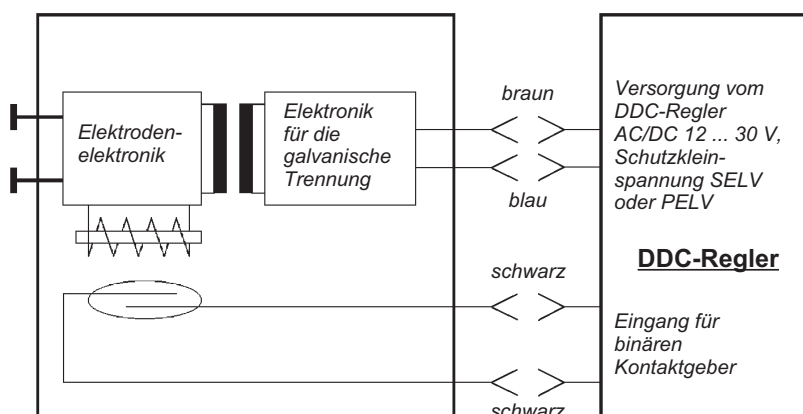 Elektroden-
elektronik
Elektronik
für die
galvanische
Trennung
braun
blau
Versorgung vom
DDC-Regler
AC/DC 12 ... 30 V,
Schutzklein-
spannung SELV
oder PELV
DDC-Regler
schwarz
Eingang für
binären
Kontaktgeber
schwarz